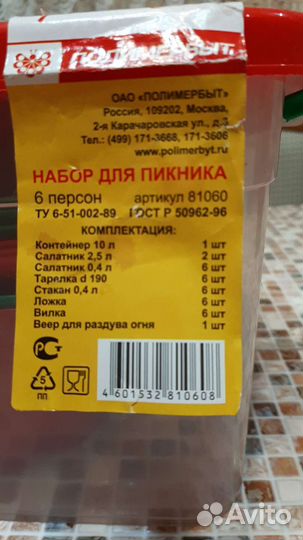 ПОЛИМЕРБЫТ
ОАО «ПОЛИМЕРБЫТ»
Россия, 109202, Москва,
2-я Карачаровская ул., д.3
Тел.: (499) 171-3668, 171-3606
www.polimerbyt.ru
НАБОР ДЛЯ ПИКНИКА
6 персон артикул 81060
ТУ 6-51-002-89 ГОСТ Р 50962-96
КОМПЛЕКТАЦИЯ:
Контейнер 10 л 1 шт
Салатник 2,5 л 2 шт
Салатник 0,4 л 6 шт
Тарелка d 190 6 шт
Стакан 0,4 л 6 шт
Ложка 6 шт
Вилка 6 шт
Веер для раздува огня 1 шт
5
ПП
4601532810608
Avito